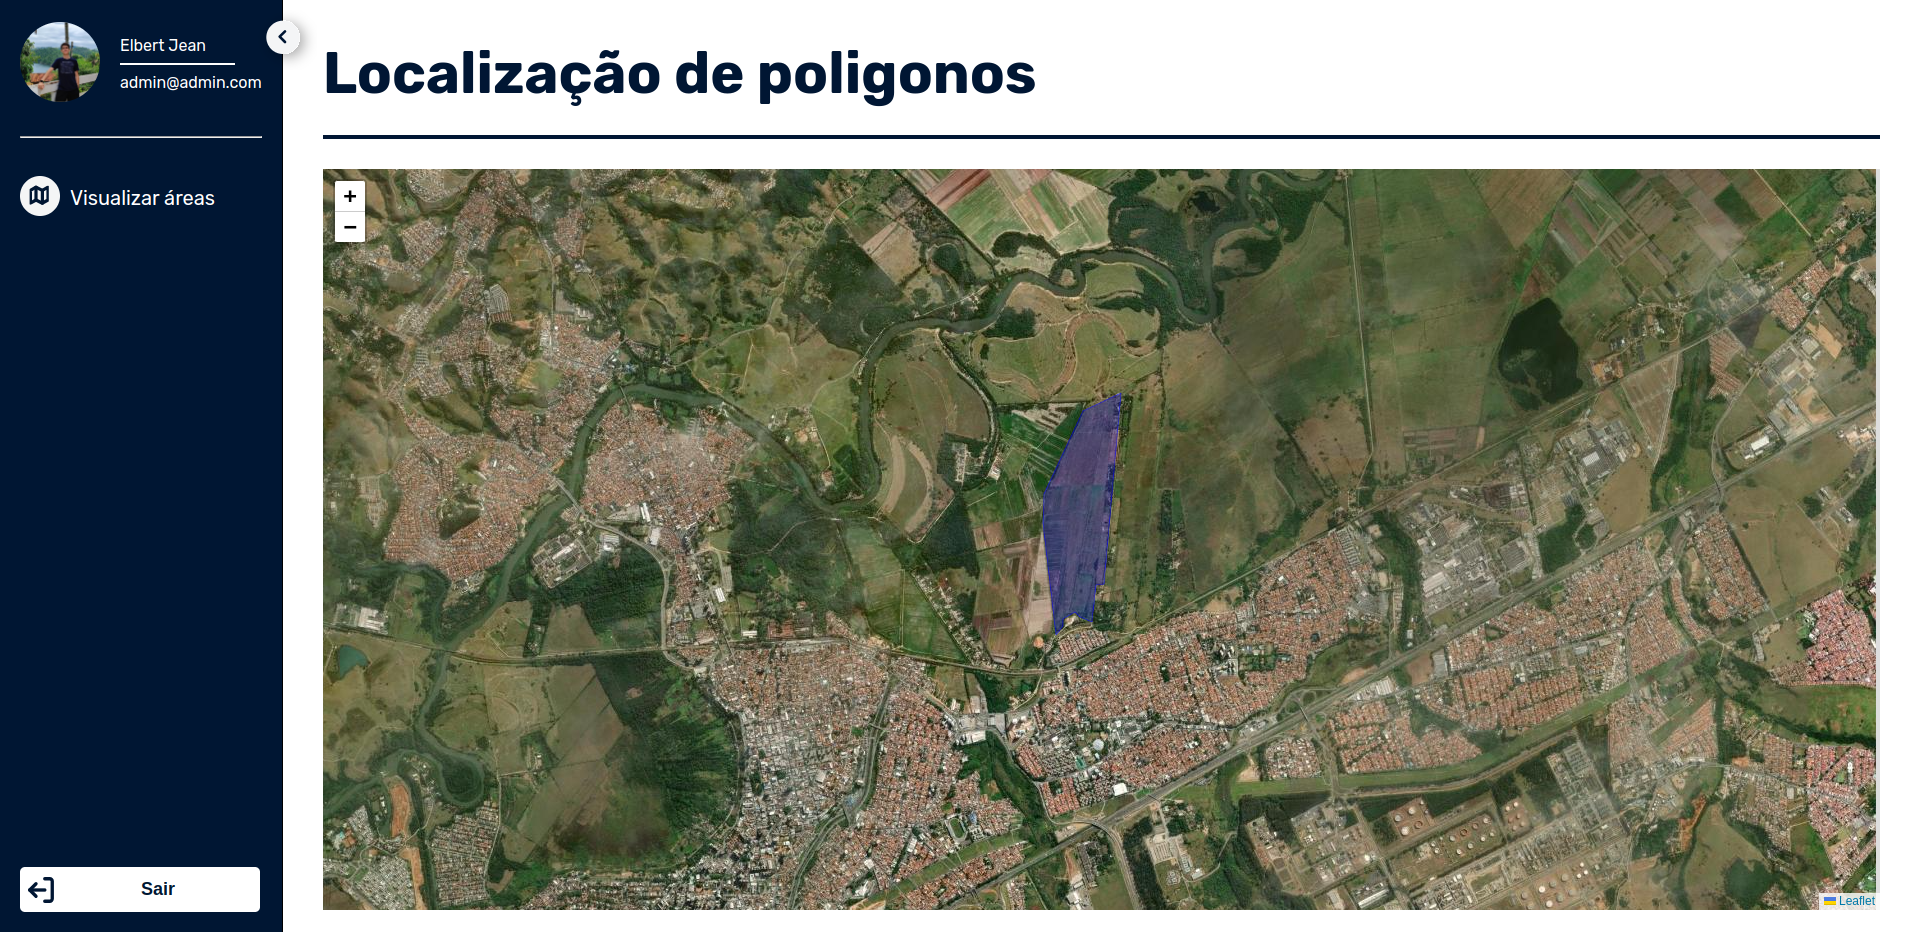 Elbert Jean
admin@admin.com
Visualizar áreas
Sair
Localização de poligonos
+
−
Leaflet